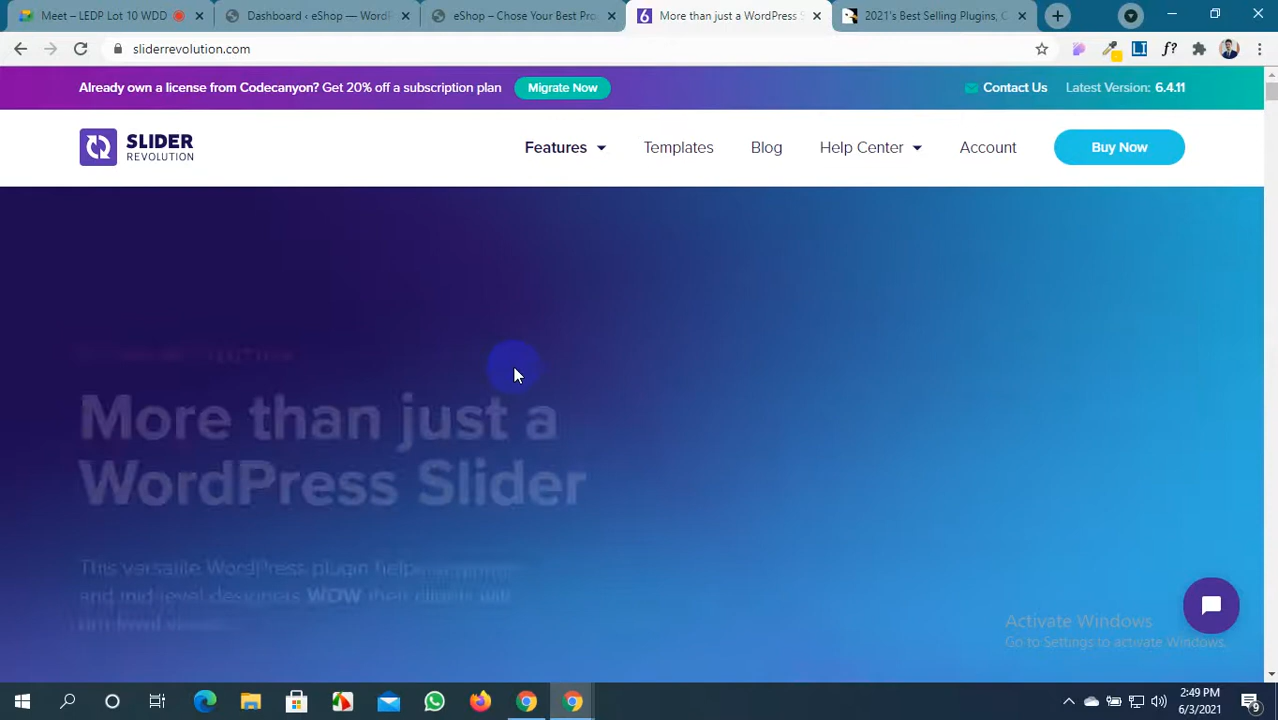 Meet – LEDP Lot 10 WDD
Dashboard ‹ eShop — WordP
eShop – Chose Your Best Pro
More than just a WordPress S
2021's Best Selling Plugins, C
sliderrevolution.com
Already own a license from Codecanyon? Get 20% off a subscription plan
Migrate Now
Contact Us
Latest Version: 6.4.11
SLIDER
REVOLUTION
Features
Templates
Blog
Help Center
Account
Buy Now
More than just a
WordPress Slider
This versatile WordPress plugin helps
and mid level designers WOW their clients with
Activate Windows
Go to Settings to activate Windows.
2:49 PM
6/3/2021
9